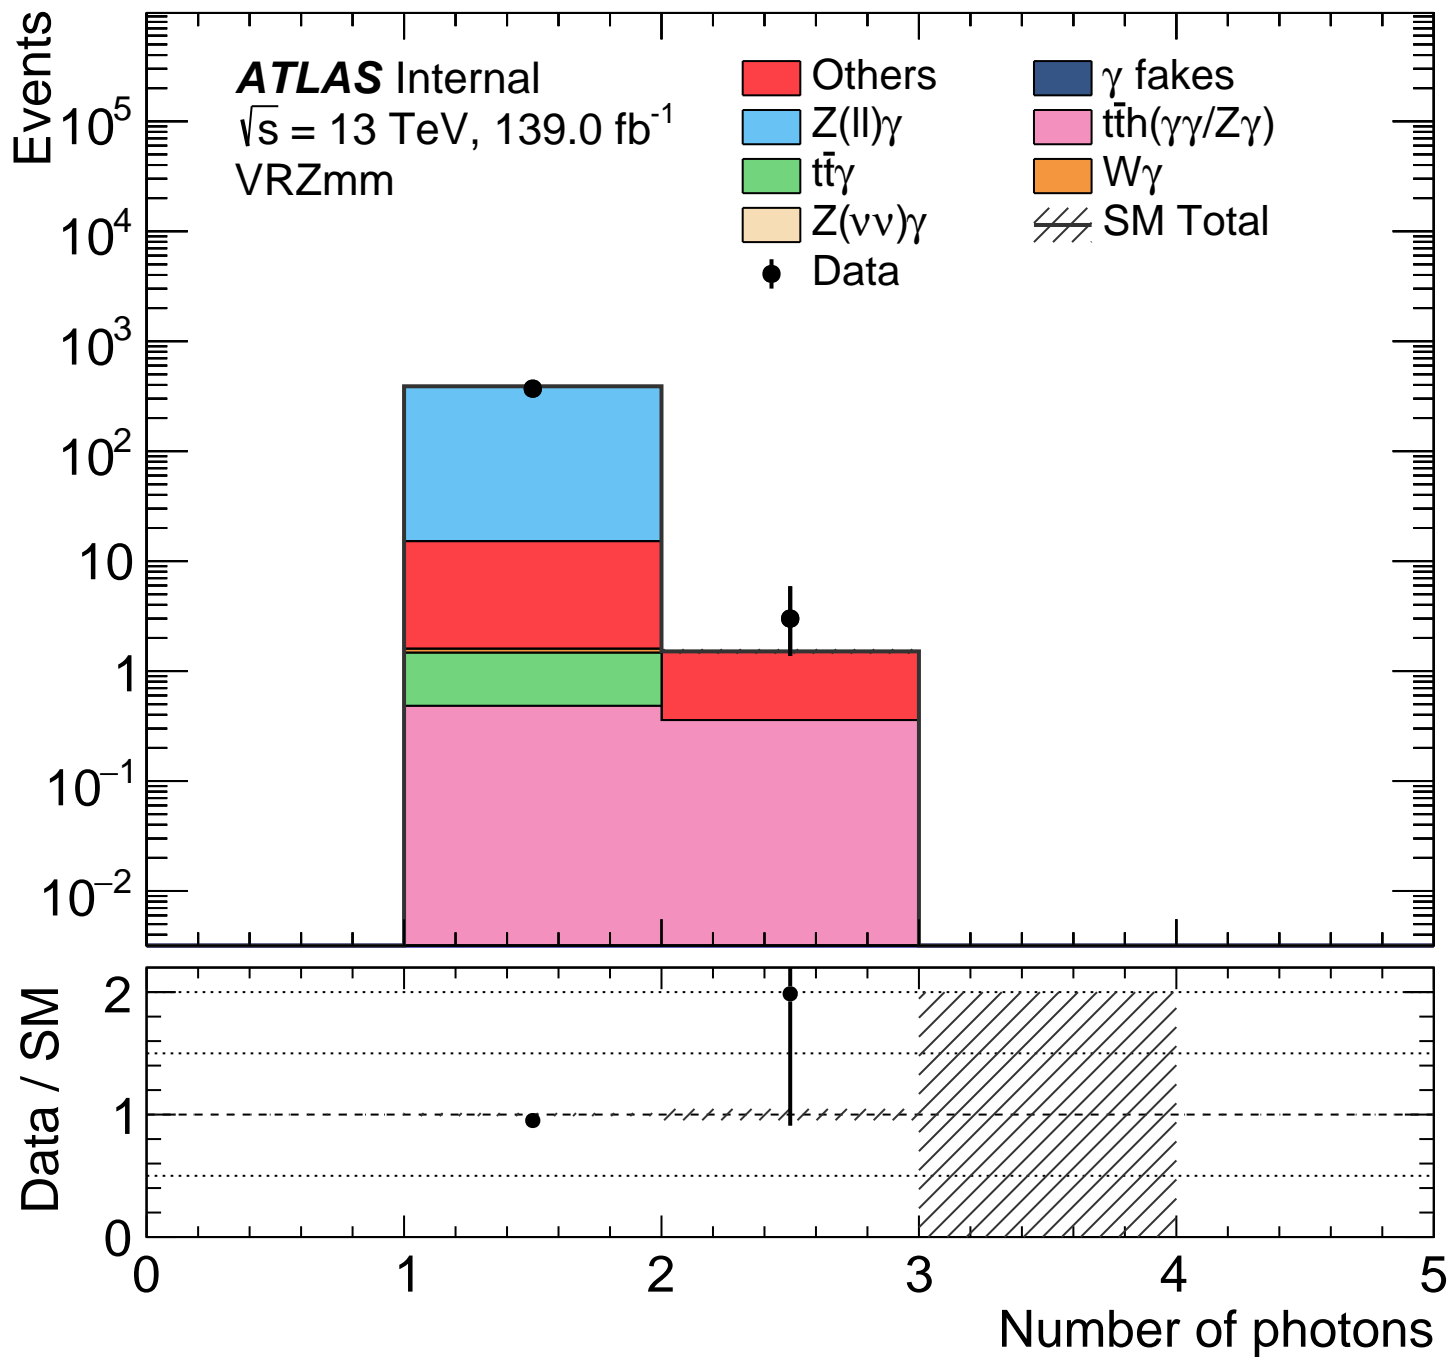 Events
ATLAS Internal
√s = 13 TeV, 139.0 fb⁻¹
VRZmm
Others
Z(ll)γ
tt̄γ
Z(νν)γ
Data
γ fakes
tt̄h(γγ/Zγ)
Wγ
SM Total
10⁵
10⁴
10³
10²
10
1
10⁻¹
10⁻²
Data / SM
2
1
0
0 1 2 3 4 5
Number of photons